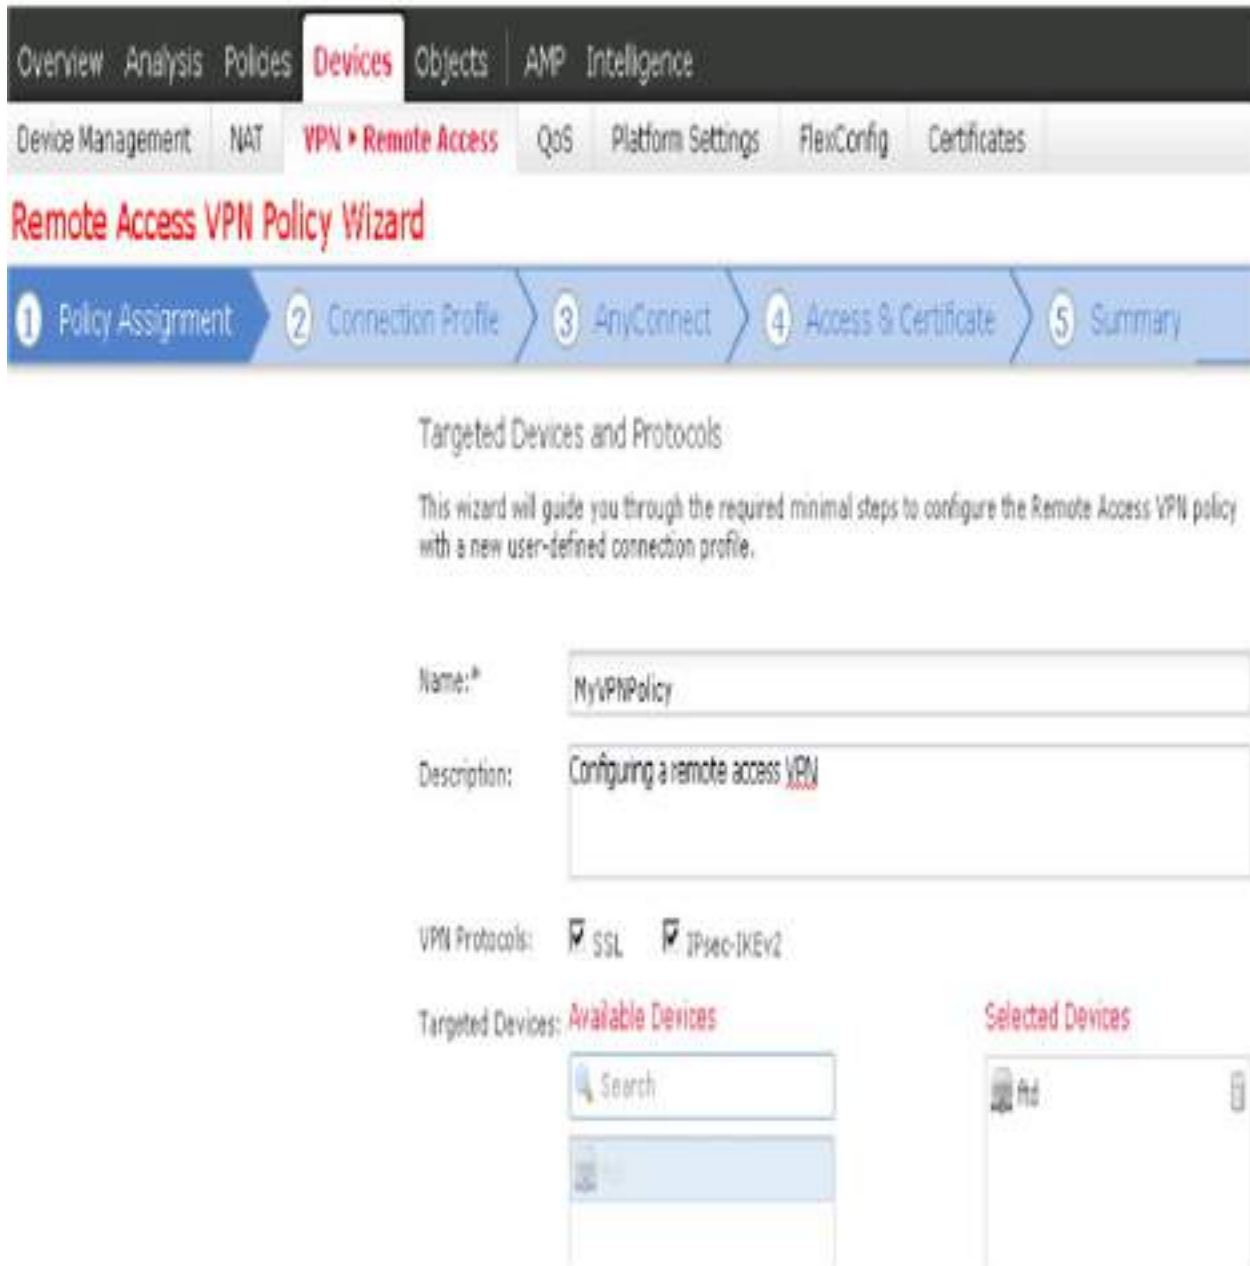 Overview Analysis Policies Devices Objects AMP Intelligence
Device Management NAT VPN ▸ Remote Access QoS Platform Settings FlexConfig Certificates
Remote Access VPN Policy Wizard
1 Policy Assignment 2 Connection Profile 3 AnyConnect 4 Access & Certificate 5 Summary
Targeted Devices and Protocols
This wizard will guide you through the required minimal steps to configure the Remote Access VPN policy
with a new user-defined connection profile.
Name:* MyVPNPolicy
Description: Configuring a remote access VPN
VPN Protocols: SSL IPsec-IKEv2
Targeted Devices: Available Devices Selected Devices
Search
ftd